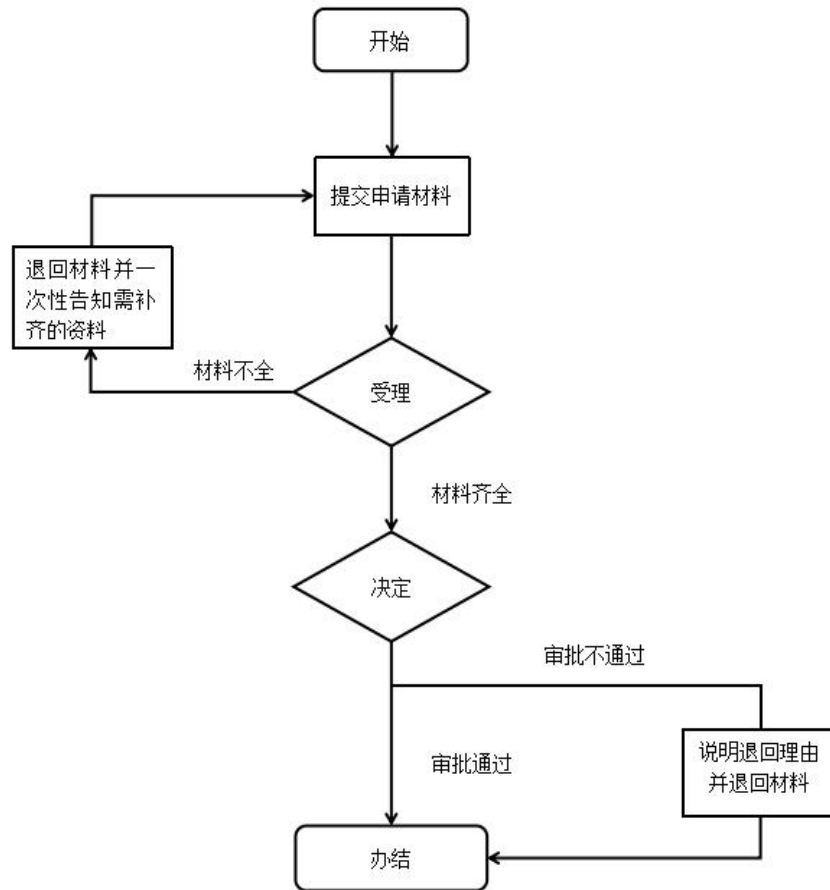 开始
提交申请材料
退回材料并一
次性告知需补
齐的资料
材料不全
受理
材料齐全
决定
审批不通过
审批通过
说明退回理由
并退回材料
办结